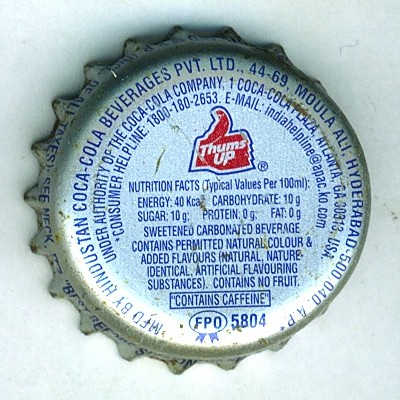 MFD BY HINDUSTAN COCA-COLA BEVERAGES PVT. LTD., 44-69, MOULA ALI, HYDERABAD-500 040 A.P.
UNDER AUTHORITY OF THE COCA-COLA COMPANY, 1 COCA-COLA PLAZA, ATLANTA, GA 30313, USA
*CONSUMER HELPLINE: 1800-180-2653. E-MAIL: indiahelpline@apac.ko.com
Thums
UP
®
NUTRITION FACTS (Typical Values Per 100ml):
ENERGY: 40 Kcal, CARBOHYDRATE: 10 g
SUGAR: 10 g; PROTEIN: 0 g; FAT: 0 g
SWEETENED CARBONATED BEVERAGE
CONTAINS PERMITTED NATURAL COLOUR &
ADDED FLAVOURS (NATURAL, NATURE-
IDENTICAL, ARTIFICIAL FLAVOURING
SUBSTANCES). CONTAINS NO FRUIT.
"CONTAINS CAFFEINE"
FPO 5804